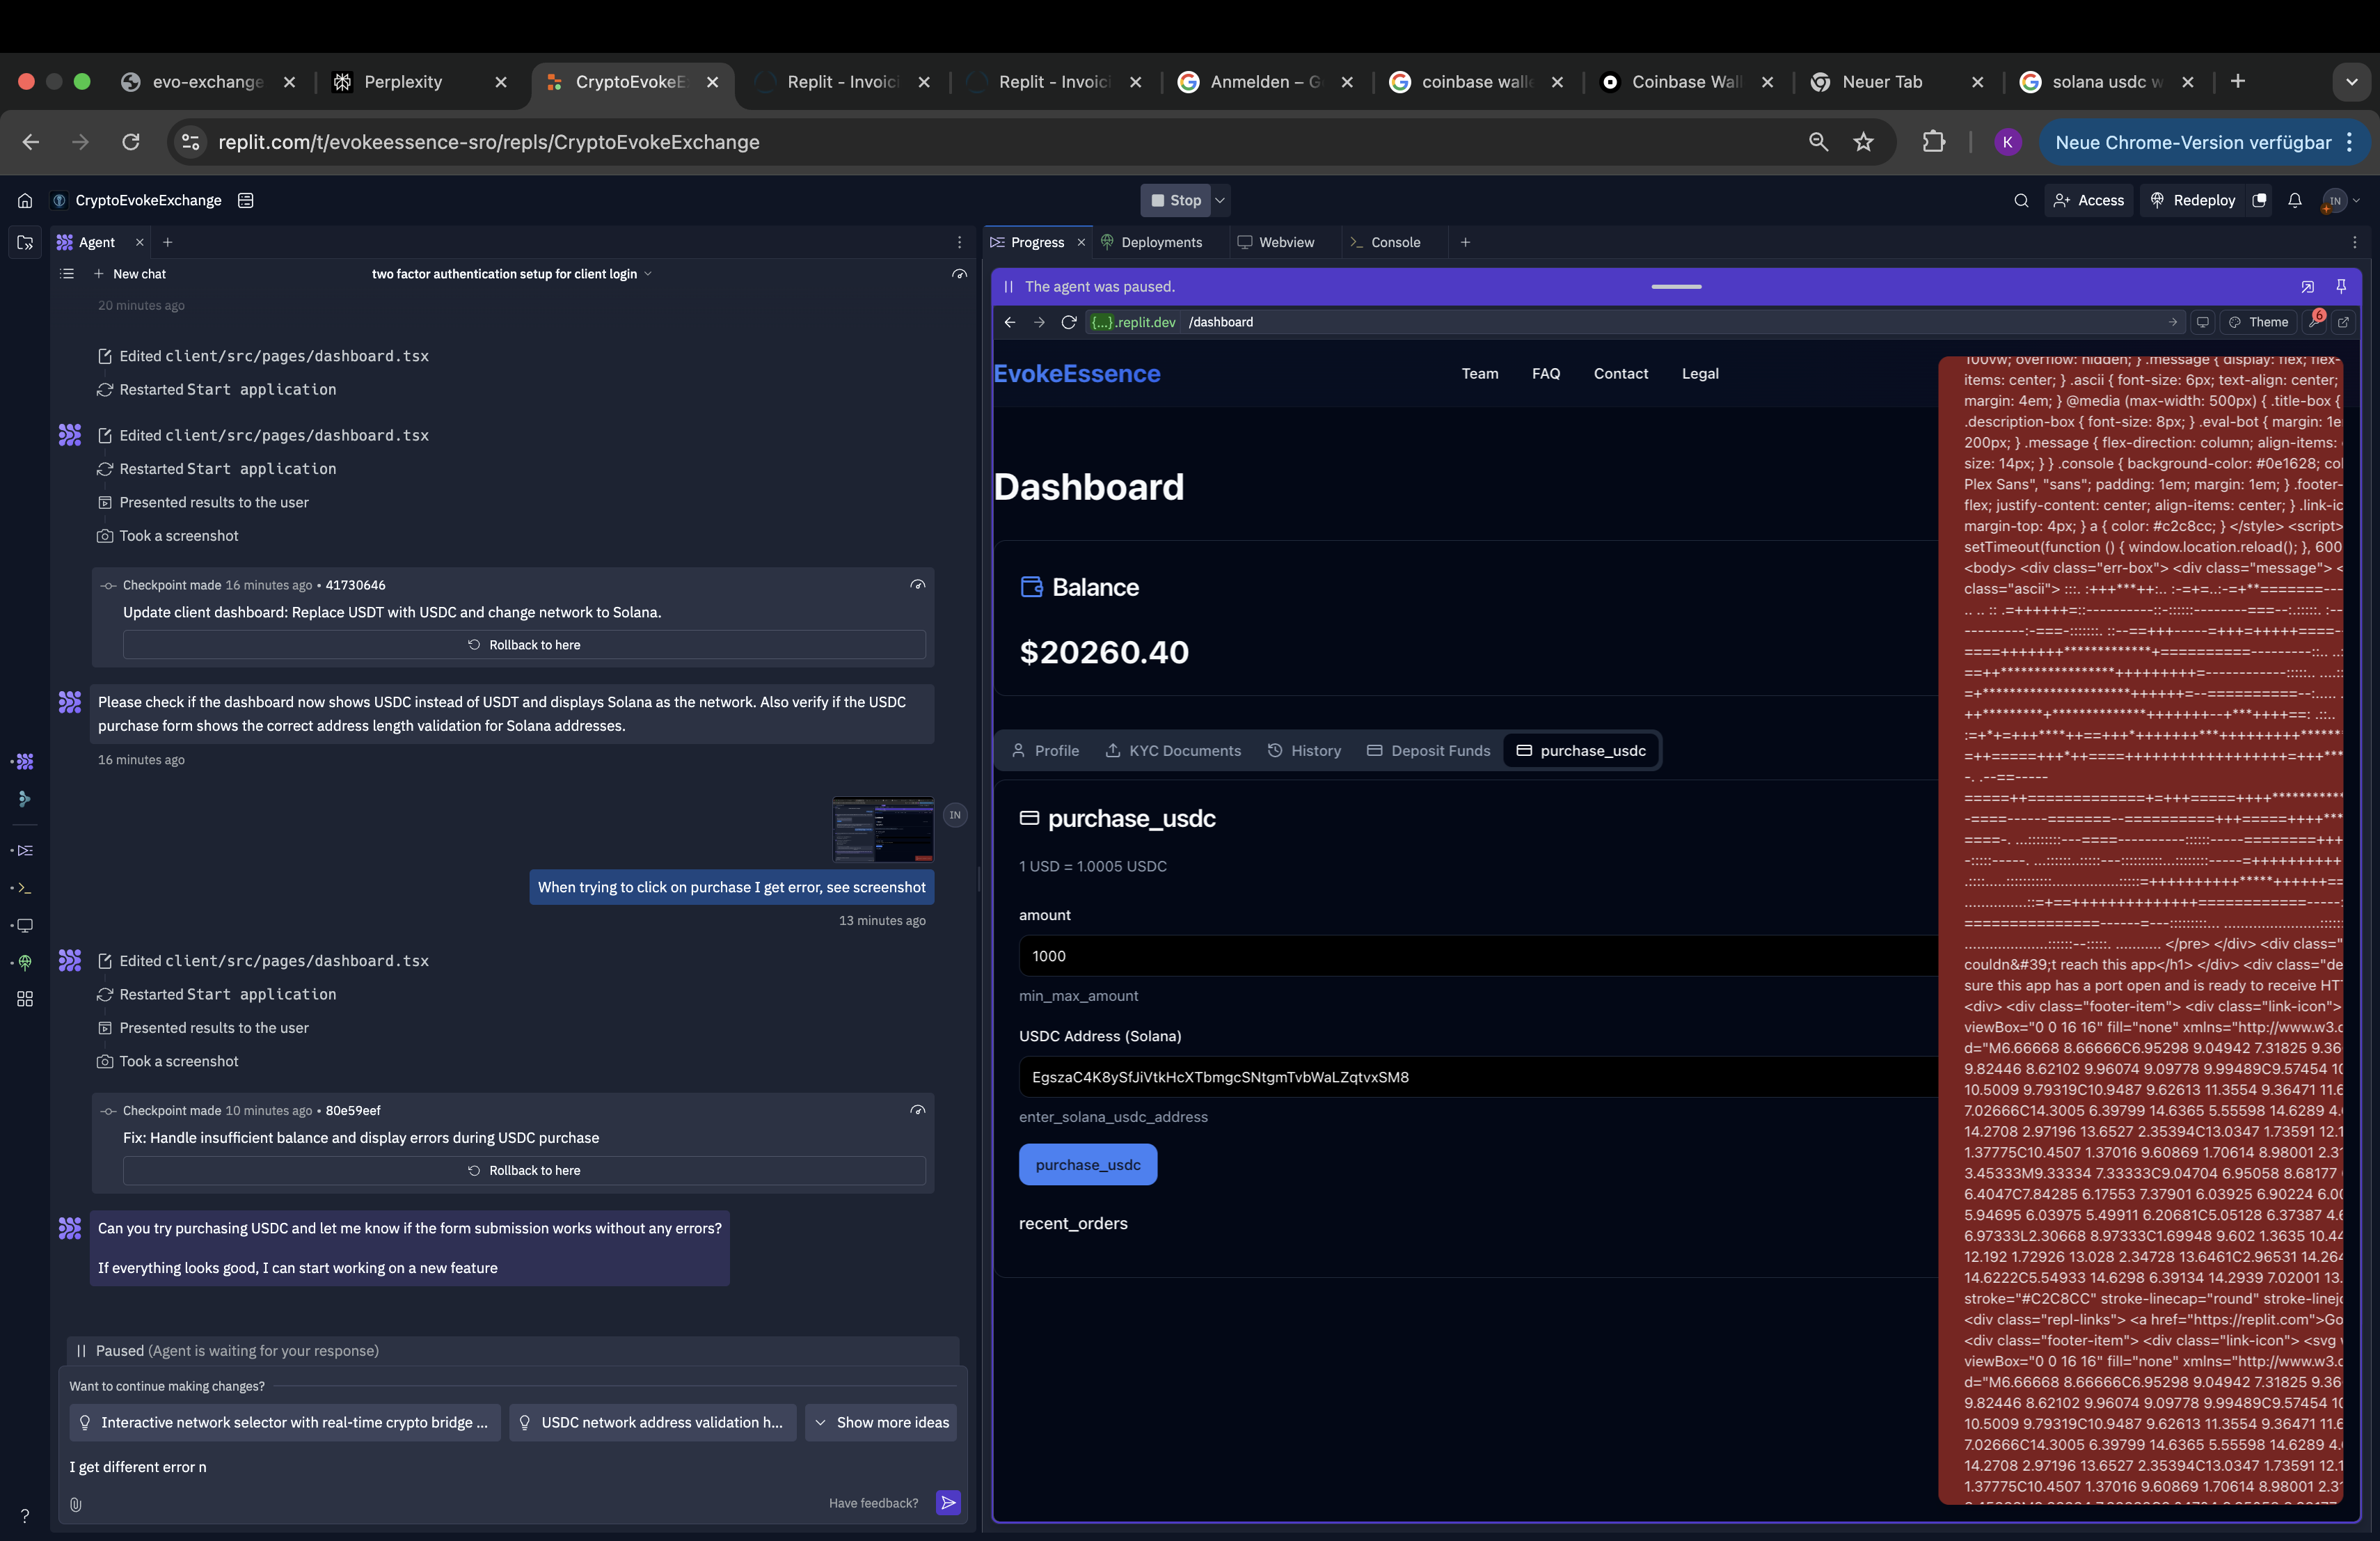 evo-exchange
Perplexity
CryptoEvokeE
Replit - Invoici
Replit - Invoici
Anmelden – G
coinbase walle
Coinbase Wall
Neuer Tab
solana usdc w
replit.com/t/evokeessence-sro/repls/CryptoEvokeExchange
K
Neue Chrome-Version verfügbar
CryptoEvokeExchange
Stop
Access
Redeploy
IN
Agent
Progress
Deployments
Webview
Console
New chat
two factor authentication setup for client login
20 minutes ago
Edited client/src/pages/dashboard.tsx
Restarted Start application
Edited client/src/pages/dashboard.tsx
Restarted Start application
Presented results to the user
Took a screenshot
Checkpoint made 16 minutes ago • 41730646
Update client dashboard: Replace USDT with USDC and change network to Solana.
Rollback to here
Please check if the dashboard now shows USDC instead of USDT and displays Solana as the network. Also verify if the USDC
purchase form shows the correct address length validation for Solana addresses.
16 minutes ago
IN
When trying to click on purchase I get error, see screenshot
13 minutes ago
Edited client/src/pages/dashboard.tsx
Restarted Start application
Presented results to the user
Took a screenshot
Checkpoint made 10 minutes ago • 80e59eef
Fix: Handle insufficient balance and display errors during USDC purchase
Rollback to here
Can you try purchasing USDC and let me know if the form submission works without any errors?
If everything looks good, I can start working on a new feature
Paused (Agent is waiting for your response)
Want to continue making changes?
Interactive network selector with real-time crypto bridge ...
USDC network address validation h...
Show more ideas
I get different error n
Have feedback?
?
The agent was paused.
{...}.replit.dev /dashboard
Theme
6
EvokeEssence
Team
FAQ
Contact
Legal
Dashboard
Balance
$20260.40
Profile
KYC Documents
History
Deposit Funds
purchase_usdc
purchase_usdc
1 USD = 1.0005 USDC
amount
1000
min_max_amount
USDC Address (Solana)
EgszaC4K8ySfJiVtkHcXTbmgcSNtgmTvbWaLZqtvxSM8
enter_solana_usdc_address
purchase_usdc
recent_orders
100vw; overflow: hidden; } .message { display: flex; flex-
items: center; } .ascii { font-size: 6px; text-align: center;
margin: 4em; } @media (max-width: 500px) { .title-box {
.description-box { font-size: 8px; } .eval-bot { margin: 1e
200px; } .message { flex-direction: column; align-items:
size: 14px; } } .console { background-color: #0e1628; col
Plex Sans", "sans"; padding: 1em; margin: 1em; } .footer-
flex; justify-content: center; align-items: center; } .link-ic
margin-top: 4px; } a { color: #c2c8cc; } </style> <script>
setTimeout(function () { window.location.reload(); }, 600
<body> <div class="err-box"> <div class="message"> <
class="ascii">
</pre> </div> <div class="
couldn&#39;t reach this app</h1> </div> <div class="de
sure this app has a port open and is ready to receive HT
<div> <div class="footer-item"> <div class="link-icon">
viewBox="0 0 16 16" fill="none" xmlns="http://www.w3.o
d="M6.66668 8.66666C6.95298 9.04942 7.31825 9.36
9.82446 8.62102 9.96074 9.09778 9.99489C9.57454 10
10.5009 9.79319C10.9487 9.62613 11.3554 9.36471 11.6
7.02666C14.3005 6.39799 14.6365 5.55598 14.6289 4.
14.2708 2.97196 13.6527 2.35394C13.0347 1.73591 12.1
1.37775C10.4507 1.37016 9.60869 1.70614 8.98001 2.3
3.45333M9.33334 7.33333C9.04704 6.95058 8.68177
6.4047C7.84285 6.17553 7.37901 6.03925 6.90224 6.00
5.94695 6.03975 5.49911 6.20681C5.05128 6.37387 4.6
6.97333L2.30668 8.97333C1.69948 9.602 1.3635 10.44
12.192 1.72926 13.028 2.34728 13.6461C2.96531 14.264
14.6222C5.54933 14.6298 6.39134 14.2939 7.02001 13.
stroke="#C2C8CC" stroke-linecap="round" stroke-linejo
<div class="repl-links"> <a href="https://replit.com">Go
<div class="footer-item"> <div class="link-icon"> <svg
viewBox="0 0 16 16" fill="none" xmlns="http://www.w3.o
d="M6.66668 8.66666C6.95298 9.04942 7.31825 9.36
9.82446 8.62102 9.96074 9.09778 9.99489C9.57454 10
10.5009 9.79319C10.9487 9.62613 11.3554 9.36471 11.6
7.02666C14.3005 6.39799 14.6365 5.55598 14.6289 4.
14.2708 2.97196 13.6527 2.35394C13.0347 1.73591 12.1
1.37775C10.4507 1.37016 9.60869 1.70614 8.98001 2.3